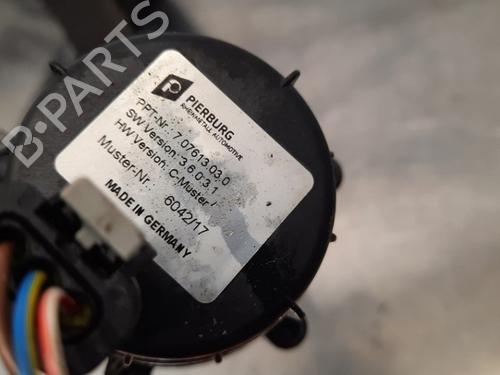 PIERBURG
RHEINMETALL AUTOMOTIVE
PPT-Nr.: 7.07613.03.0
SW Version: 3.6.0.3.1
HW Version: C-Muster /
Muster-Nr.: 6042/17
MADE IN GERMANY
B-PARTS